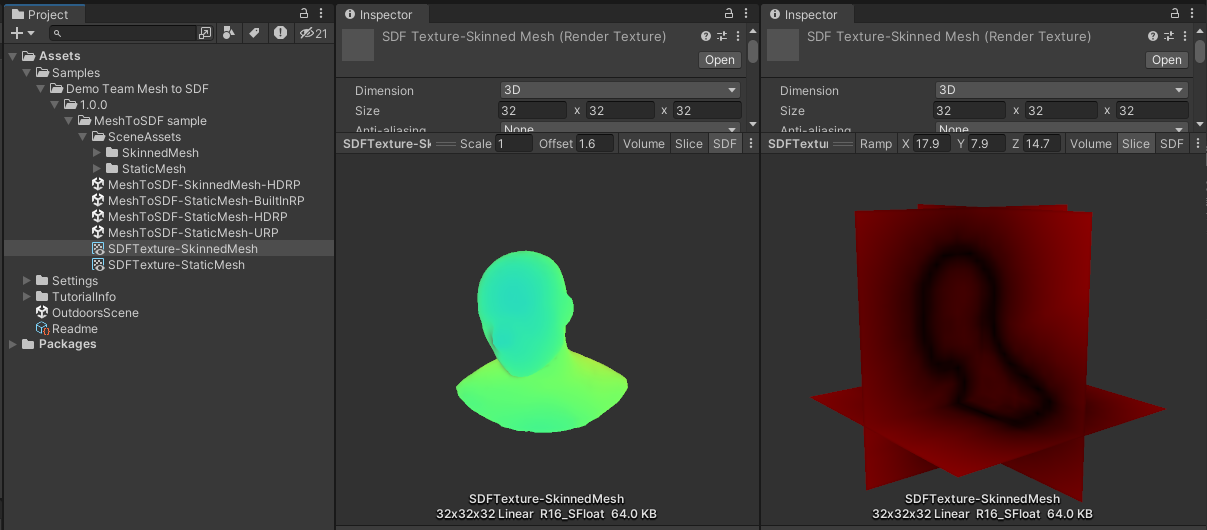 Project
21
Assets
Samples
Demo Team Mesh to SDF
1.0.0
MeshToSDF sample
SceneAssets
SkinnedMesh
StaticMesh
MeshToSDF-SkinnedMesh-HDRP
MeshToSDF-StaticMesh-BuiltInRP
MeshToSDF-StaticMesh-HDRP
MeshToSDF-StaticMesh-URP
SDFTexture-SkinnedMesh
SDFTexture-StaticMesh
Settings
TutorialInfo
OutdoorsScene
Readme
Packages
Inspector
SDF Texture-Skinned Mesh (Render Texture)
Open
Dimension 3D
Size 32 x 32 x 32
Anti-aliasing None
SDFTexture-Sk Scale 1 Offset 1.6 Volume Slice SDF
SDFTexture-SkinnedMesh
32x32x32 Linear R16_SFloat 64.0 KB
Inspector
SDF Texture-Skinned Mesh (Render Texture)
Open
Dimension 3D
Size 32 x 32 x 32
Anti-aliasing None
SDFTextu Ramp X 17.9 Y 7.9 Z 14.7 Volume Slice SDF
SDFTexture-SkinnedMesh
32x32x32 Linear R16_SFloat 64.0 KB